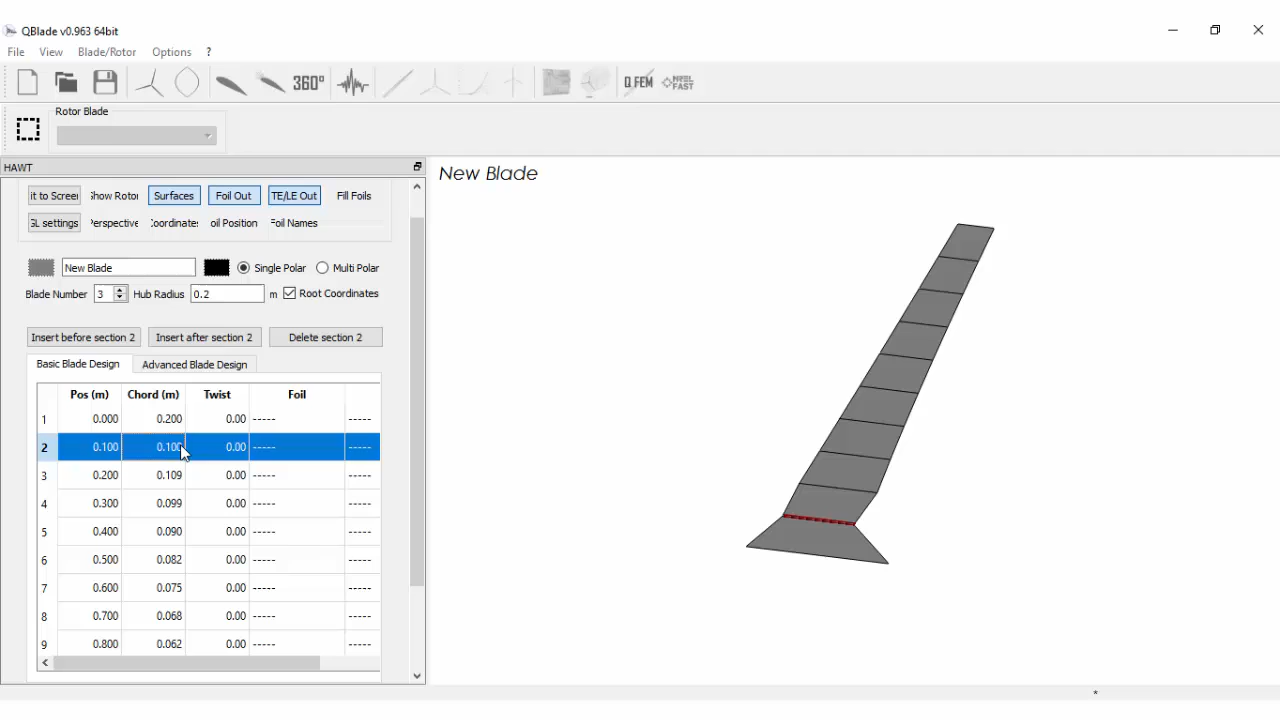 QBlade v0.963 64bit
File View Blade/Rotor Options ?
360° Q FEM NREL FAST
Rotor Blade
HAWT
New Blade
it to Screen Show Rotor Surfaces Foil Out TE/LE Out Fill Foils
GL settings Perspective Coordinates oil Position Foil Names
New Blade Single Polar Multi Polar
Blade Number 3 Hub Radius 0.2 m Root Coordinates
Insert before section 2 Insert after section 2 Delete section 2
Basic Blade Design Advanced Blade Design
Pos (m) Chord (m) Twist Foil
1 0.000 0.200 0.00 ----- -----
2 0.100 0.100 0.00 ----- -----
3 0.200 0.109 0.00 ----- -----
4 0.300 0.099 0.00 ----- -----
5 0.400 0.090 0.00 ----- -----
6 0.500 0.082 0.00 ----- -----
7 0.600 0.075 0.00 ----- -----
8 0.700 0.068 0.00 ----- -----
9 0.800 0.062 0.00 ----- -----
*